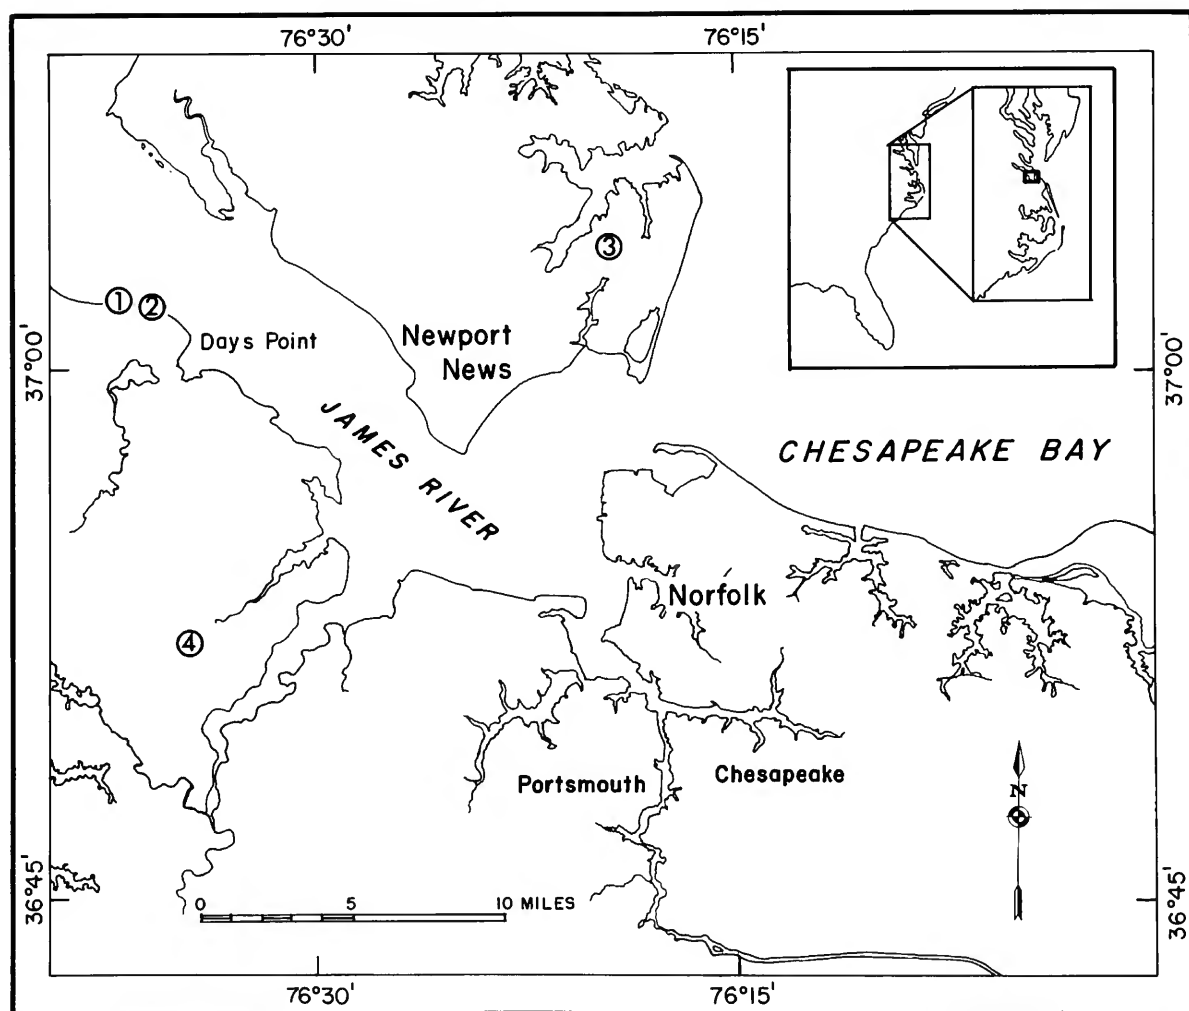 76°30' 76°15'
③
① ②
Days Point
Newport
News
37°00' 37°00'
JAMES RIVER
CHESAPEAKE BAY
Norfolk
④
Portsmouth
Chesapeake
N
36°45' 36°45'
0 5 10 MILES
76°30' 76°15'